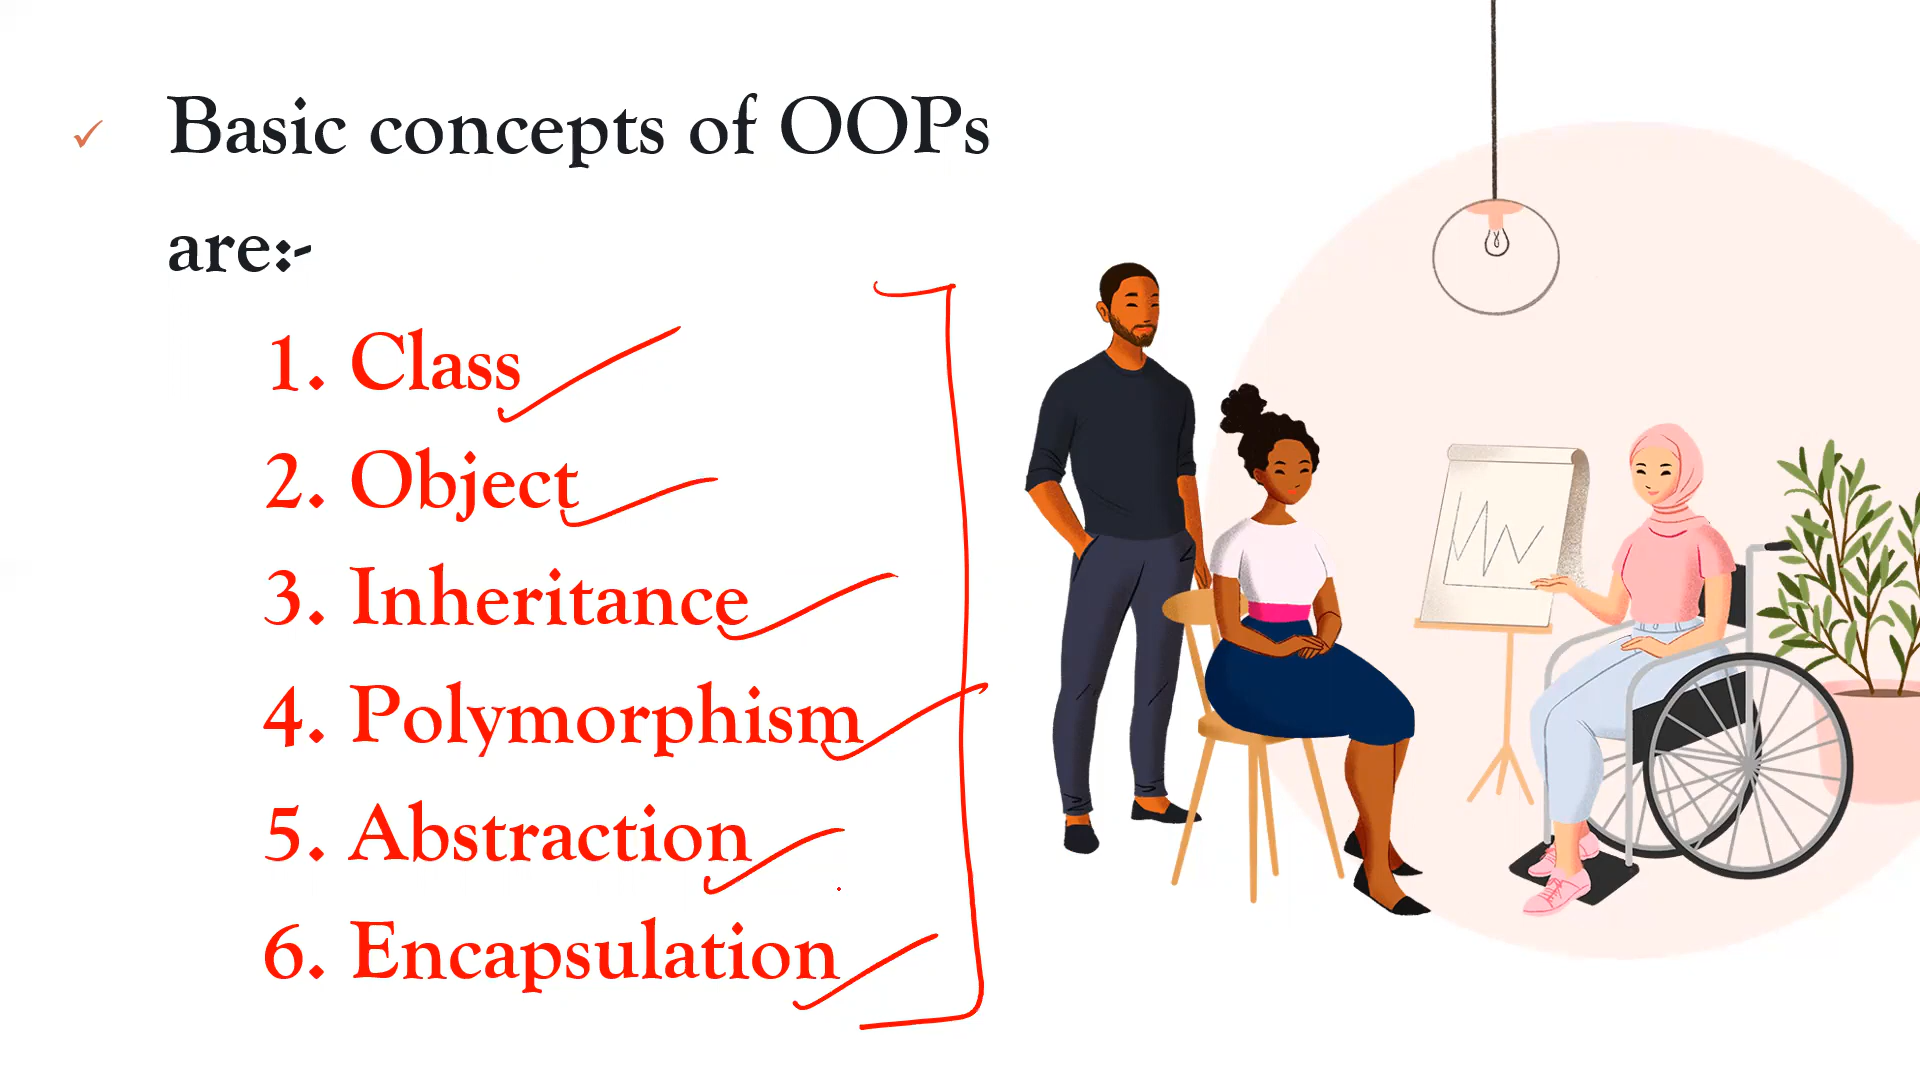 Basic concepts of OOPs
are:-
1. Class
2. Object
3. Inheritance
4. Polymorphism
5. Abstraction
6. Encapsulation